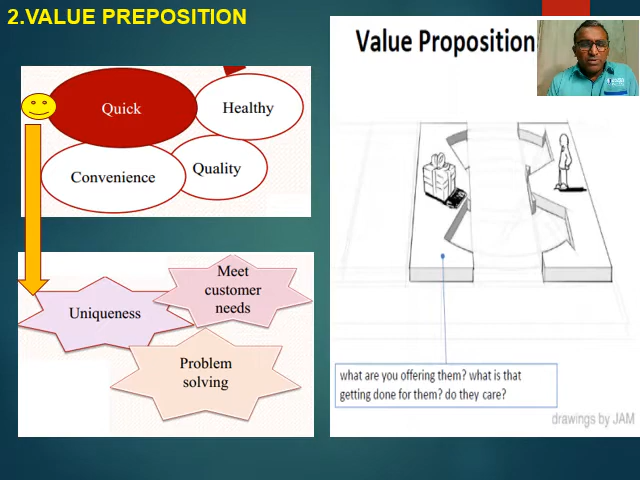 2.VALUE PREPOSITION
Quick
Healthy
Convenience
Quality
Uniqueness
Meet
customer
needs
Problem
solving
Value Proposition
what are you offering them? what is that
getting done for them? do they care?
drawings by JAM